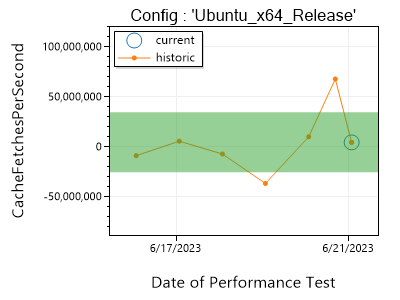 Config : 'Ubuntu_x64_Release'
current
historic
CacheFetchesPerSecond
100,000,000
50,000,000
0
-50,000,000
6/17/2023
6/21/2023
Date of Performance Test